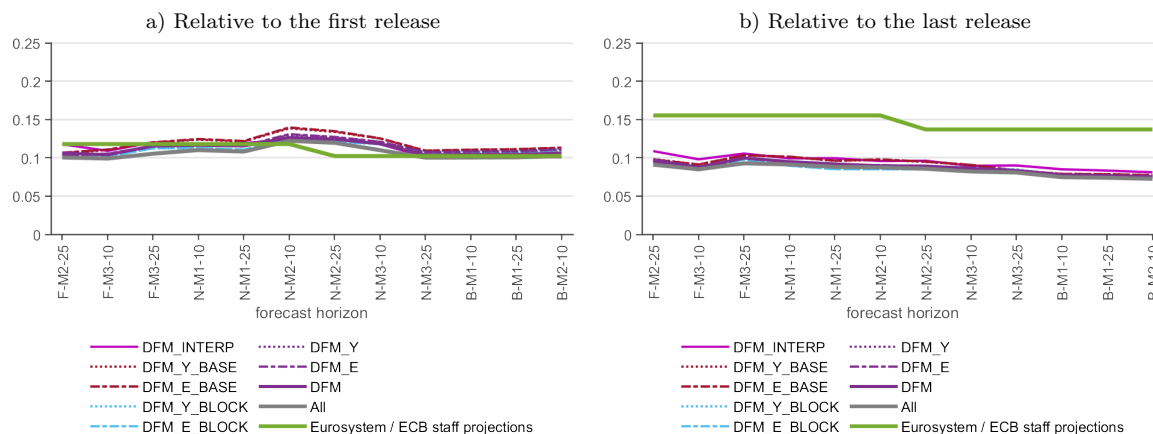 a) Relative to the first release
0.25
0.2
0.15
0.1
0.05
0
F-M2-25
F-M3-10
F-M3-25
N-M1-10
N-M1-25
N-M2-10
N-M2-25
N-M3-10
N-M3-25
B-M1-10
B-M1-25
B-M2-10
forecast horizon
DFM_INTERP
DFM_Y_BASE
DFM_E_BASE
DFM_Y_BLOCK
DFM_E_BLOCK
DFM_Y
DFM_E
DFM
All
Eurosystem / ECB staff projections
b) Relative to the last release
0.25
0.2
0.15
0.1
0.05
0
F-M2-25
F-M3-10
F-M3-25
N-M1-10
N-M1-25
N-M2-10
N-M2-25
N-M3-10
N-M3-25
B-M1-10
B-M1-25
B-M2-10
forecast horizon
DFM_INTERP
DFM_Y_BASE
DFM_E_BASE
DFM_Y_BLOCK
DFM_E_BLOCK
DFM_Y
DFM_E
DFM
All
Eurosystem / ECB staff projections